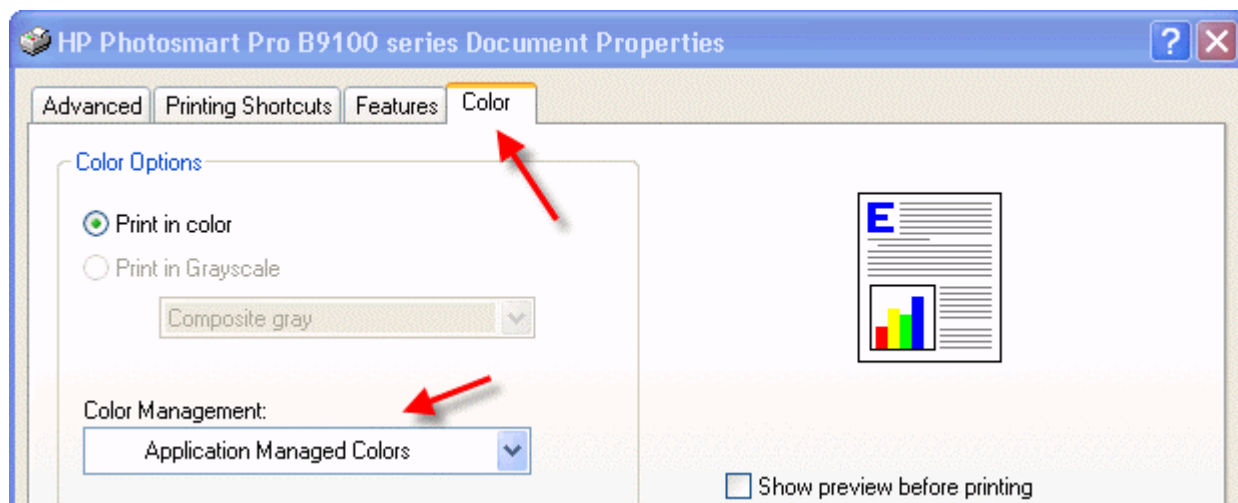 HP Photosmart Pro B9100 series Document Properties
Advanced Printing Shortcuts Features Color
Color Options
Print in color
Print in Grayscale
Composite gray
Color Management:
Application Managed Colors
E
Show preview before printing